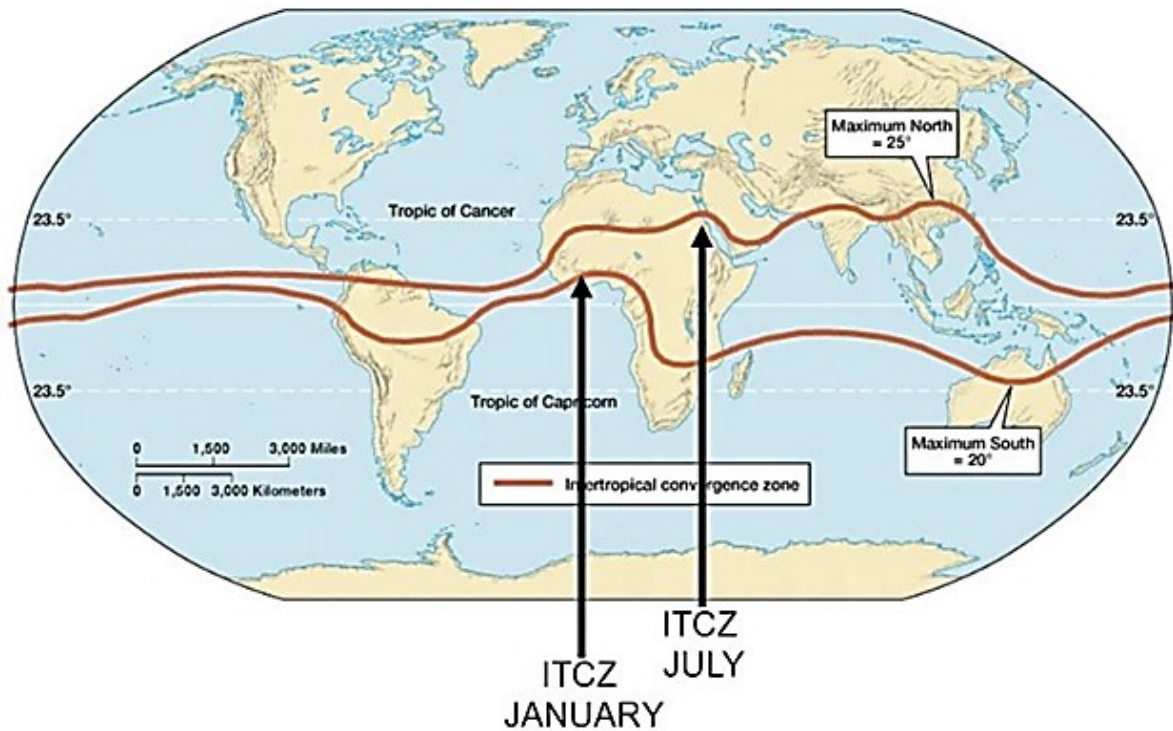 Maximum North
= 25°
Tropic of Cancer
23.5°
23.5°
23.5°
23.5°
Tropic of Capricorn
0 1,500 3,000 Miles
0 1,500 3,000 Kilometers
Maximum South
= 20°
Intertropical convergence zone
ITCZ
JULY
ITCZ
JANUARY